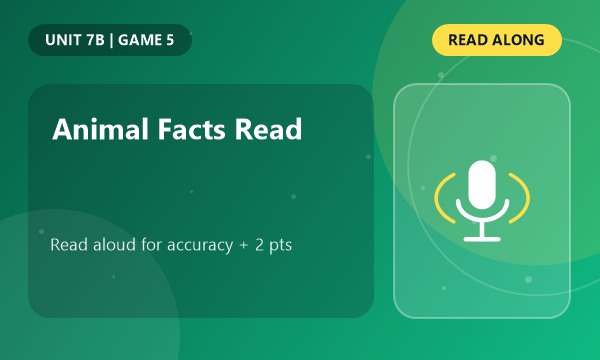 UNIT 7B | GAME 5
READ ALONG
Animal Facts Read
Read aloud for accuracy + 2 pts